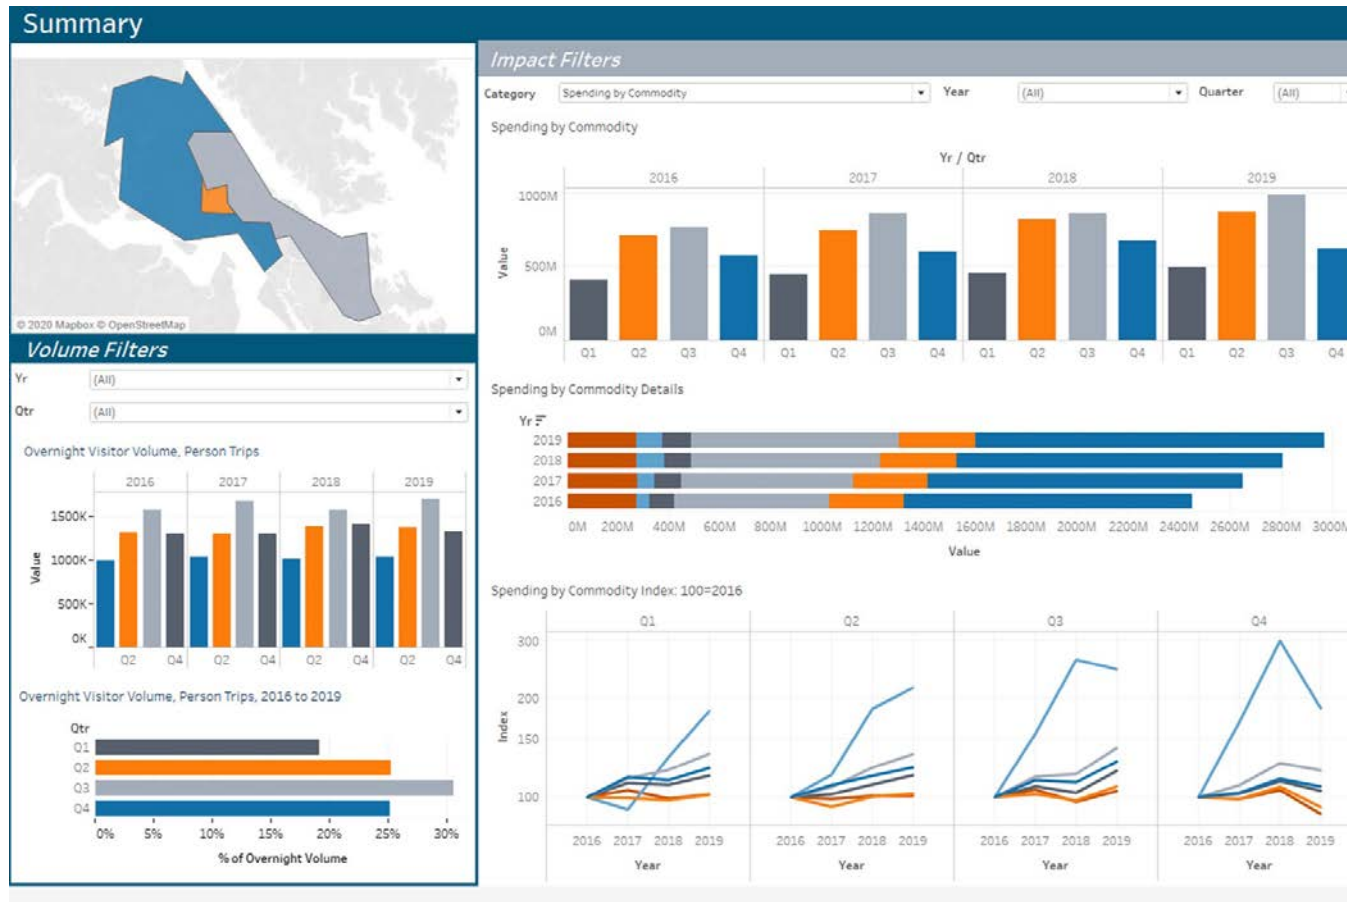 Summary
© 2020 Mapbox © OpenStreetMap
Volume Filters
Yr (All)
Qtr (All)
Overnight Visitor Volume, Person Trips
2016 2017 2018 2019
1500K
1000K
500K
0K
Value
Q2 Q4 Q2 Q4 Q2 Q4 Q2 Q4
Overnight Visitor Volume, Person Trips, 2016 to 2019
Qtr
Q1
Q2
Q3
Q4
0% 5% 10% 15% 20% 25% 30%
% of Overnight Volume
Impact Filters
Category Spending by Commodity Year (All) Quarter (All)
Spending by Commodity
Yr / Qtr
2016 2017 2018 2019
1000M
500M
0M
Value
Q1 Q2 Q3 Q4 Q1 Q2 Q3 Q4 Q1 Q2 Q3 Q4 Q1 Q2 Q3 Q4
Spending by Commodity Details
Yr
2019
2018
2017
2016
0M 200M 400M 600M 800M 1000M 1200M 1400M 1600M 1800M 2000M 2200M 2400M 2600M 2800M 3000M
Value
Spending by Commodity Index: 100=2016
Q1 Q2 Q3 Q4
300
200
150
100
Index
2016 2017 2018 2019 2016 2017 2018 2019 2016 2017 2018 2019 2016 2017 2018 2019
Year Year Year Year